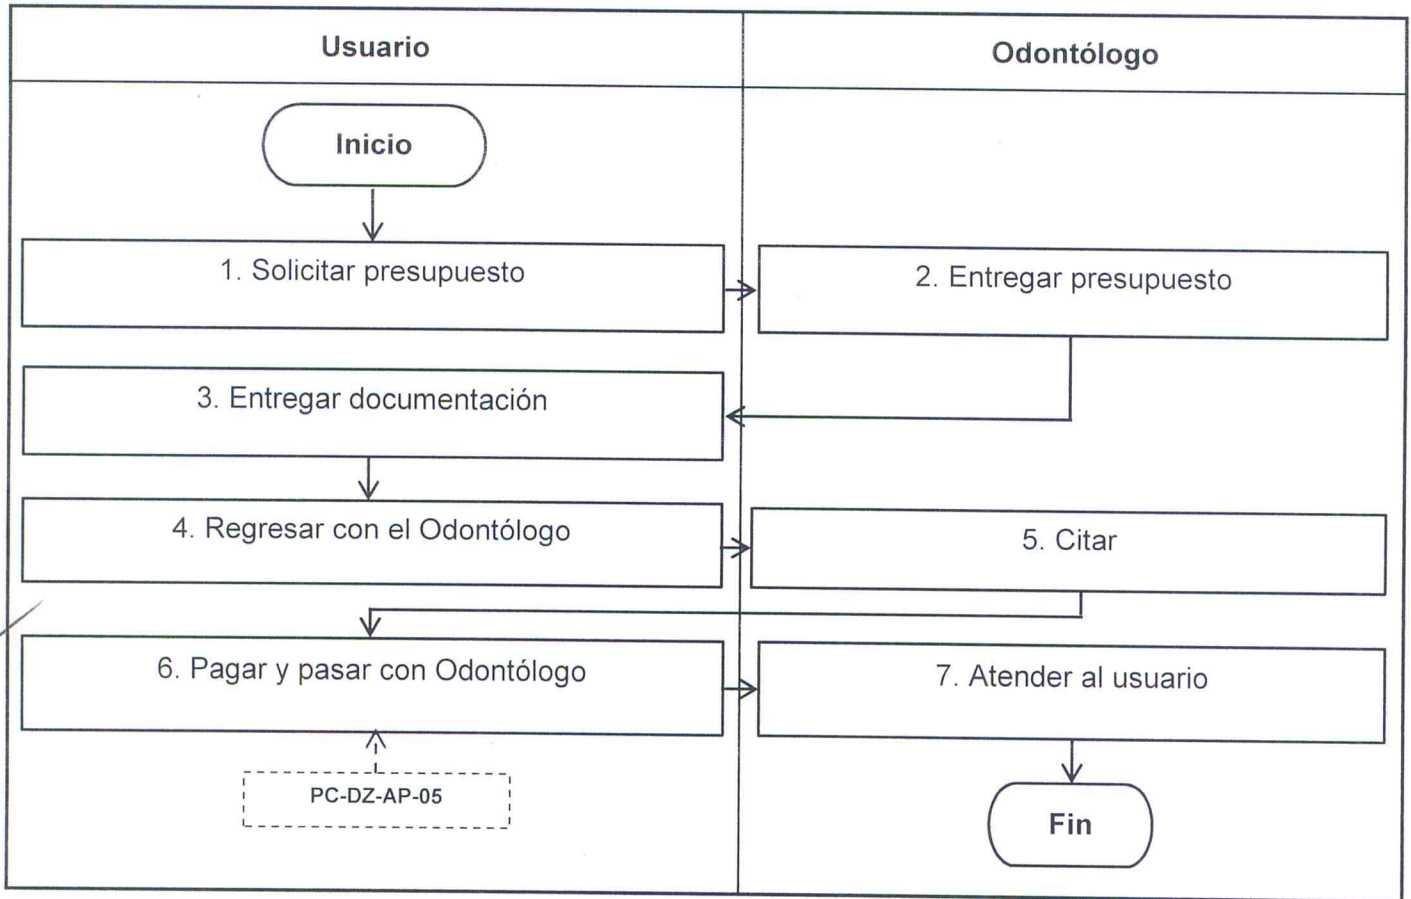 Usuario
Odontólogo
Inicio
1. Solicitar presupuesto
2. Entregar presupuesto
3. Entregar documentación
4. Regresar con el Odontólogo
5. Citar
6. Pagar y pasar con Odontólogo
7. Atender al usuario
PC-DZ-AP-05
Fin